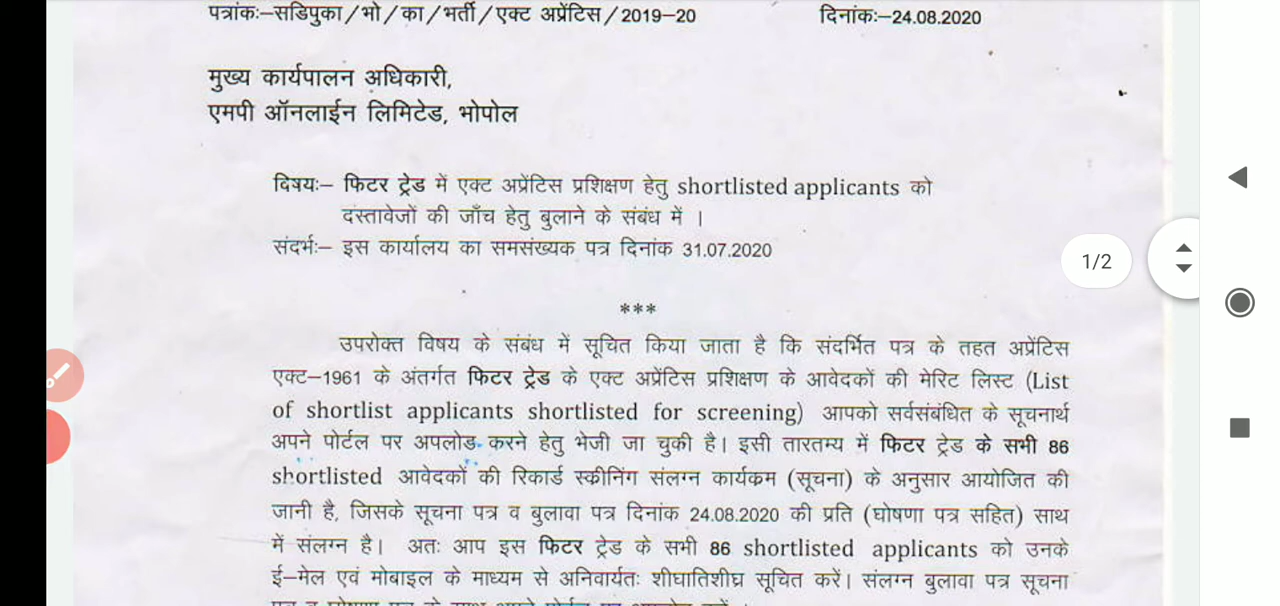 पत्रांकः–सडिपुका/भो/का/भर्ती/एक्ट अप्रेंटिस/2019–20 दिनांकः–24.08.2020
मुख्य कार्यपालन अधिकारी,
एमपी ऑनलाईन लिमिटेड, भोपोल
विषयः– फिटर ट्रेड में एक्ट अप्रेंटिस प्रशिक्षण हेतु shortlisted applicants को
दस्तावेजों की जाँच हेतु बुलाने के संबंध में ।
संदर्भः– इस कार्यालय का समसंख्यक पत्र दिनांक 31.07.2020
1/2
***
उपरोक्त विषय के संबंध में सूचित किया जाता है कि संदर्भित पत्र के तहत अप्रेंटिस
एक्ट–1961 के अंतर्गत फिटर ट्रेड के एक्ट अप्रेंटिस प्रशिक्षण के आवेदकों की मेरिट लिस्ट (List
of shortlist applicants shortlisted for screening) आपको सर्वसंबंधित के सूचनार्थ
अपने पोर्टल पर अपलोड करने हेतु भेजी जा चुकी है। इसी तारतम्य में फिटर ट्रेड के सभी 86
shortlisted आवेदकों की रिकार्ड स्कीनिंग संलग्न कार्यकम (सूचना) के अनुसार आयोजित की
जानी है, जिसके सूचना पत्र व बुलावा पत्र दिनांक 24.08.2020 की प्रति (घोषणा पत्र सहित) साथ
में संलग्न है। अतः आप इस फिटर ट्रेड के सभी 86 shortlisted applicants को उनके
ई–मेल एवं मोबाइल के माध्यम से अनिवार्यतः शीघातिशीघ्र सूचित करें। संलग्न बुलावा पत्र सूचना